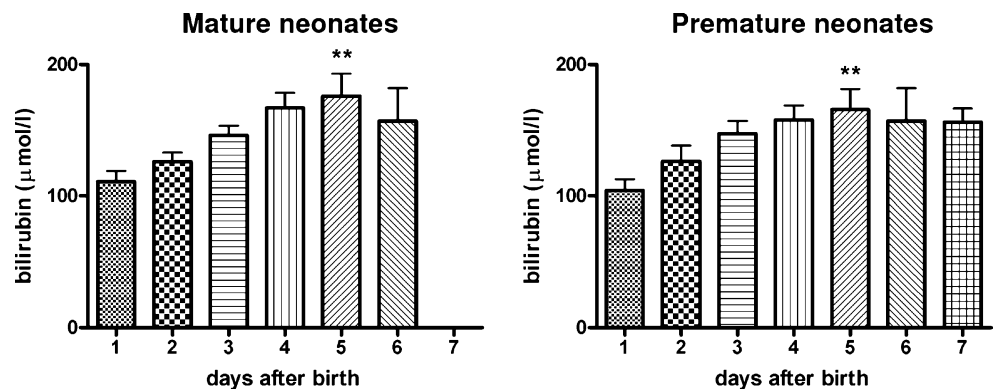 Mature neonates
**
200
100
0
bilirubin (μmol/l)
1 2 3 4 5 6 7
days after birth
Premature neonates
**
200
100
0
bilirubin (μmol/l)
1 2 3 4 5 6 7
days after birth